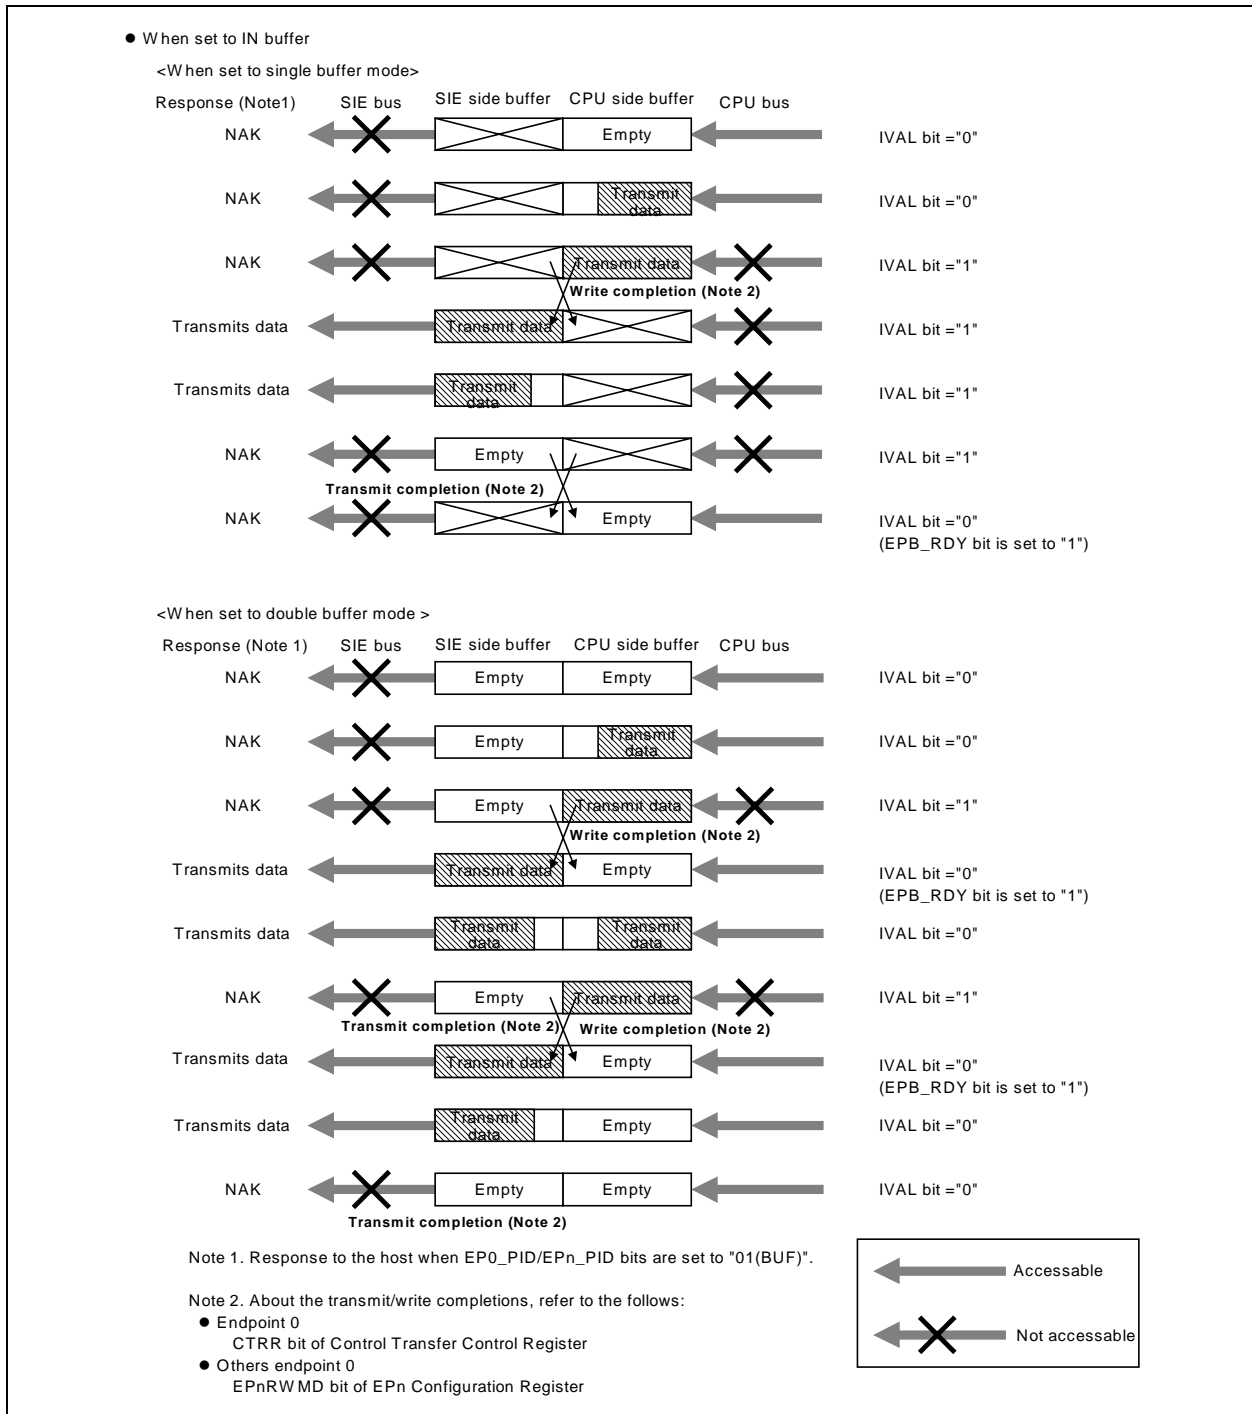 ● When set to IN buffer
<When set to single buffer mode>
Response (Note1) SIE bus SIE side buffer CPU side buffer CPU bus
NAK Empty IVAL bit ="0"
NAK Transmit data IVAL bit ="0"
NAK Transmit data IVAL bit ="1"
Write completion (Note 2)
Transmits data Transmit data IVAL bit ="1"
Transmits data Transmit data IVAL bit ="1"
NAK Empty IVAL bit ="1"
Transmit completion (Note 2)
NAK Empty IVAL bit ="0"
(EPB_RDY bit is set to "1")
<When set to double buffer mode >
Response (Note 1) SIE bus SIE side buffer CPU side buffer CPU bus
NAK Empty Empty IVAL bit ="0"
NAK Empty Transmit data IVAL bit ="0"
NAK Empty Transmit data IVAL bit ="1"
Write completion (Note 2)
Transmits data Transmit data Empty IVAL bit ="0"
(EPB_RDY bit is set to "1")
Transmits data Transmit data Transmit data IVAL bit ="0"
NAK Empty Transmit data IVAL bit ="1"
Transmit completion (Note 2) Write completion (Note 2)
Transmits data Transmit data Empty IVAL bit ="0"
(EPB_RDY bit is set to "1")
Transmits data Transmit data Empty IVAL bit ="0"
NAK Empty Empty IVAL bit ="0"
Transmit completion (Note 2)
Note 1. Response to the host when EP0_PID/EPn_PID bits are set to "01(BUF)".
Accessable
Note 2. About the transmit/write completions, refer to the follows:
● Endpoint 0
Not accessable
CTRR bit of Control Transfer Control Register
● Others endpoint 0
EPnRWMD bit of EPn Configuration Register